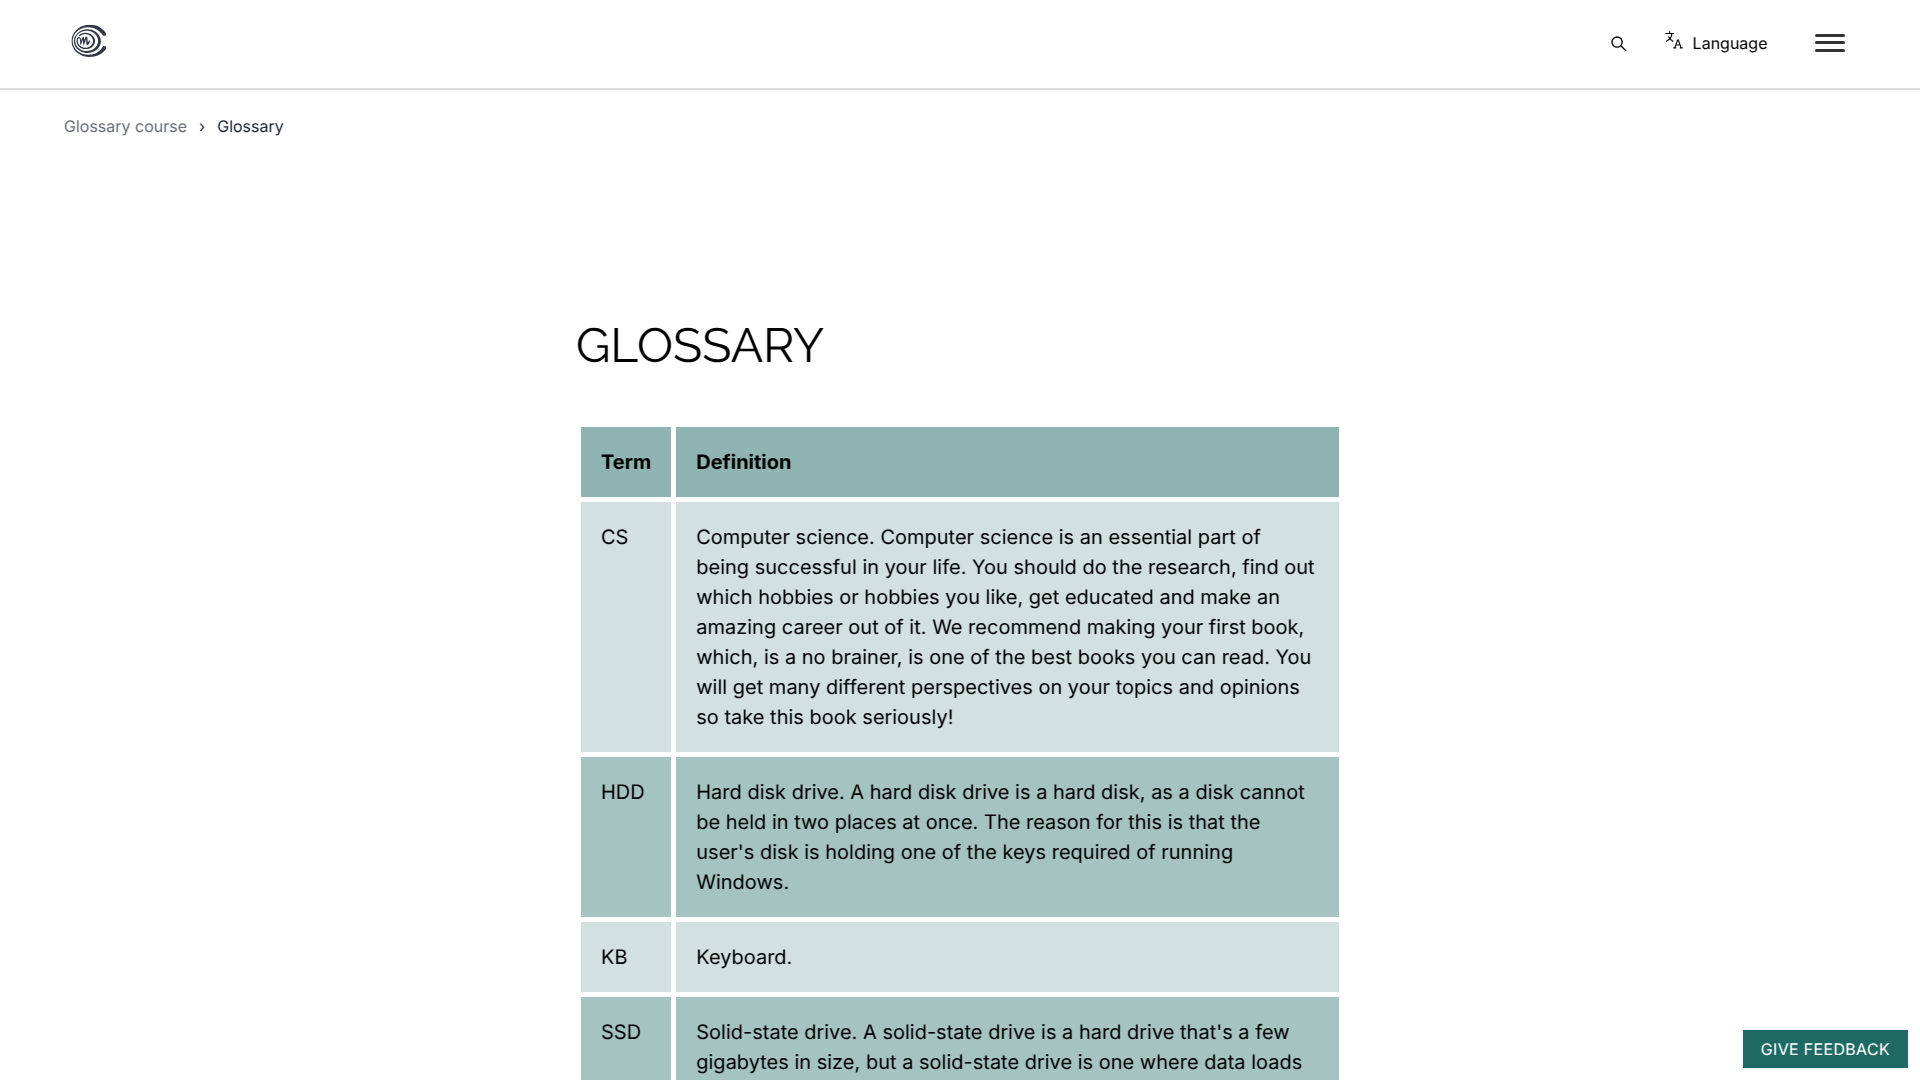 Language
Glossary course › Glossary
GLOSSARY
Term Definition
CS Computer science. Computer science is an essential part of
being successful in your life. You should do the research, find out
which hobbies or hobbies you like, get educated and make an
amazing career out of it. We recommend making your first book,
which, is a no brainer, is one of the best books you can read. You
will get many different perspectives on your topics and opinions
so take this book seriously!
HDD Hard disk drive. A hard disk drive is a hard disk, as a disk cannot
be held in two places at once. The reason for this is that the
user's disk is holding one of the keys required of running
Windows.
KB Keyboard.
SSD Solid-state drive. A solid-state drive is a hard drive that's a few
gigabytes in size, but a solid-state drive is one where data loads
GIVE FEEDBACK